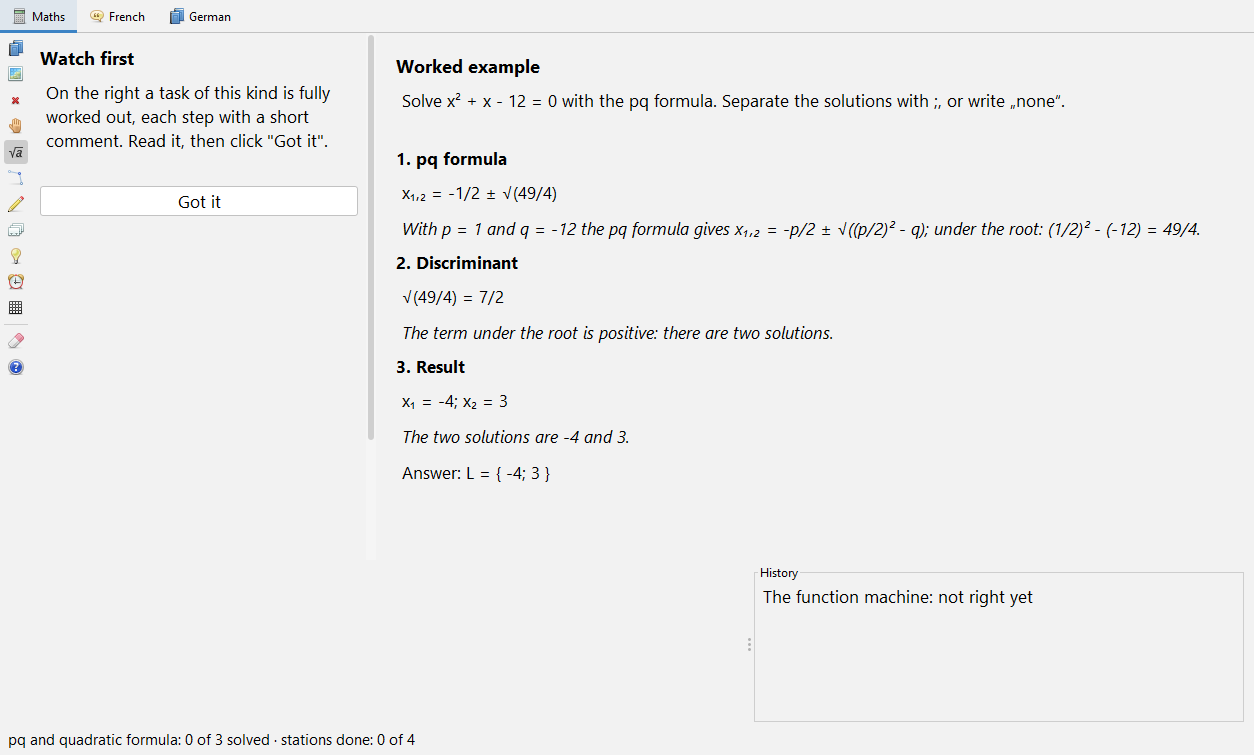 Maths
French
German
Watch first
On the right a task of this kind is fully
worked out, each step with a short
comment. Read it, then click "Got it".
Got it
Worked example
Solve x² + x - 12 = 0 with the pq formula. Separate the solutions with ;, or write „none“.
1. pq formula
x₁,₂ = -1/2 ± √(49/4)
With p = 1 and q = -12 the pq formula gives x₁,₂ = -p/2 ± √((p/2)² - q); under the root: (1/2)² - (-12) = 49/4.
2. Discriminant
√(49/4) = 7/2
The term under the root is positive: there are two solutions.
3. Result
x₁ = -4; x₂ = 3
The two solutions are -4 and 3.
Answer: L = { -4; 3 }
History
The function machine: not right yet
pq and quadratic formula: 0 of 3 solved · stations done: 0 of 4